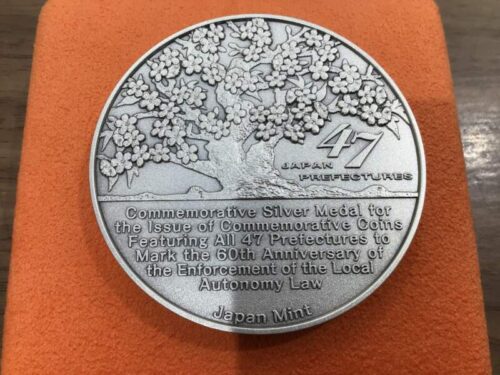 47
JAPAN
PREFECTURES
Commemorative Silver Medal for
the Issue of Commemorative Coins
Featuring All 47 Prefectures to
Mark the 60th Anniversary of
the Enforcement of the Local
Autonomy Law
Japan Mint